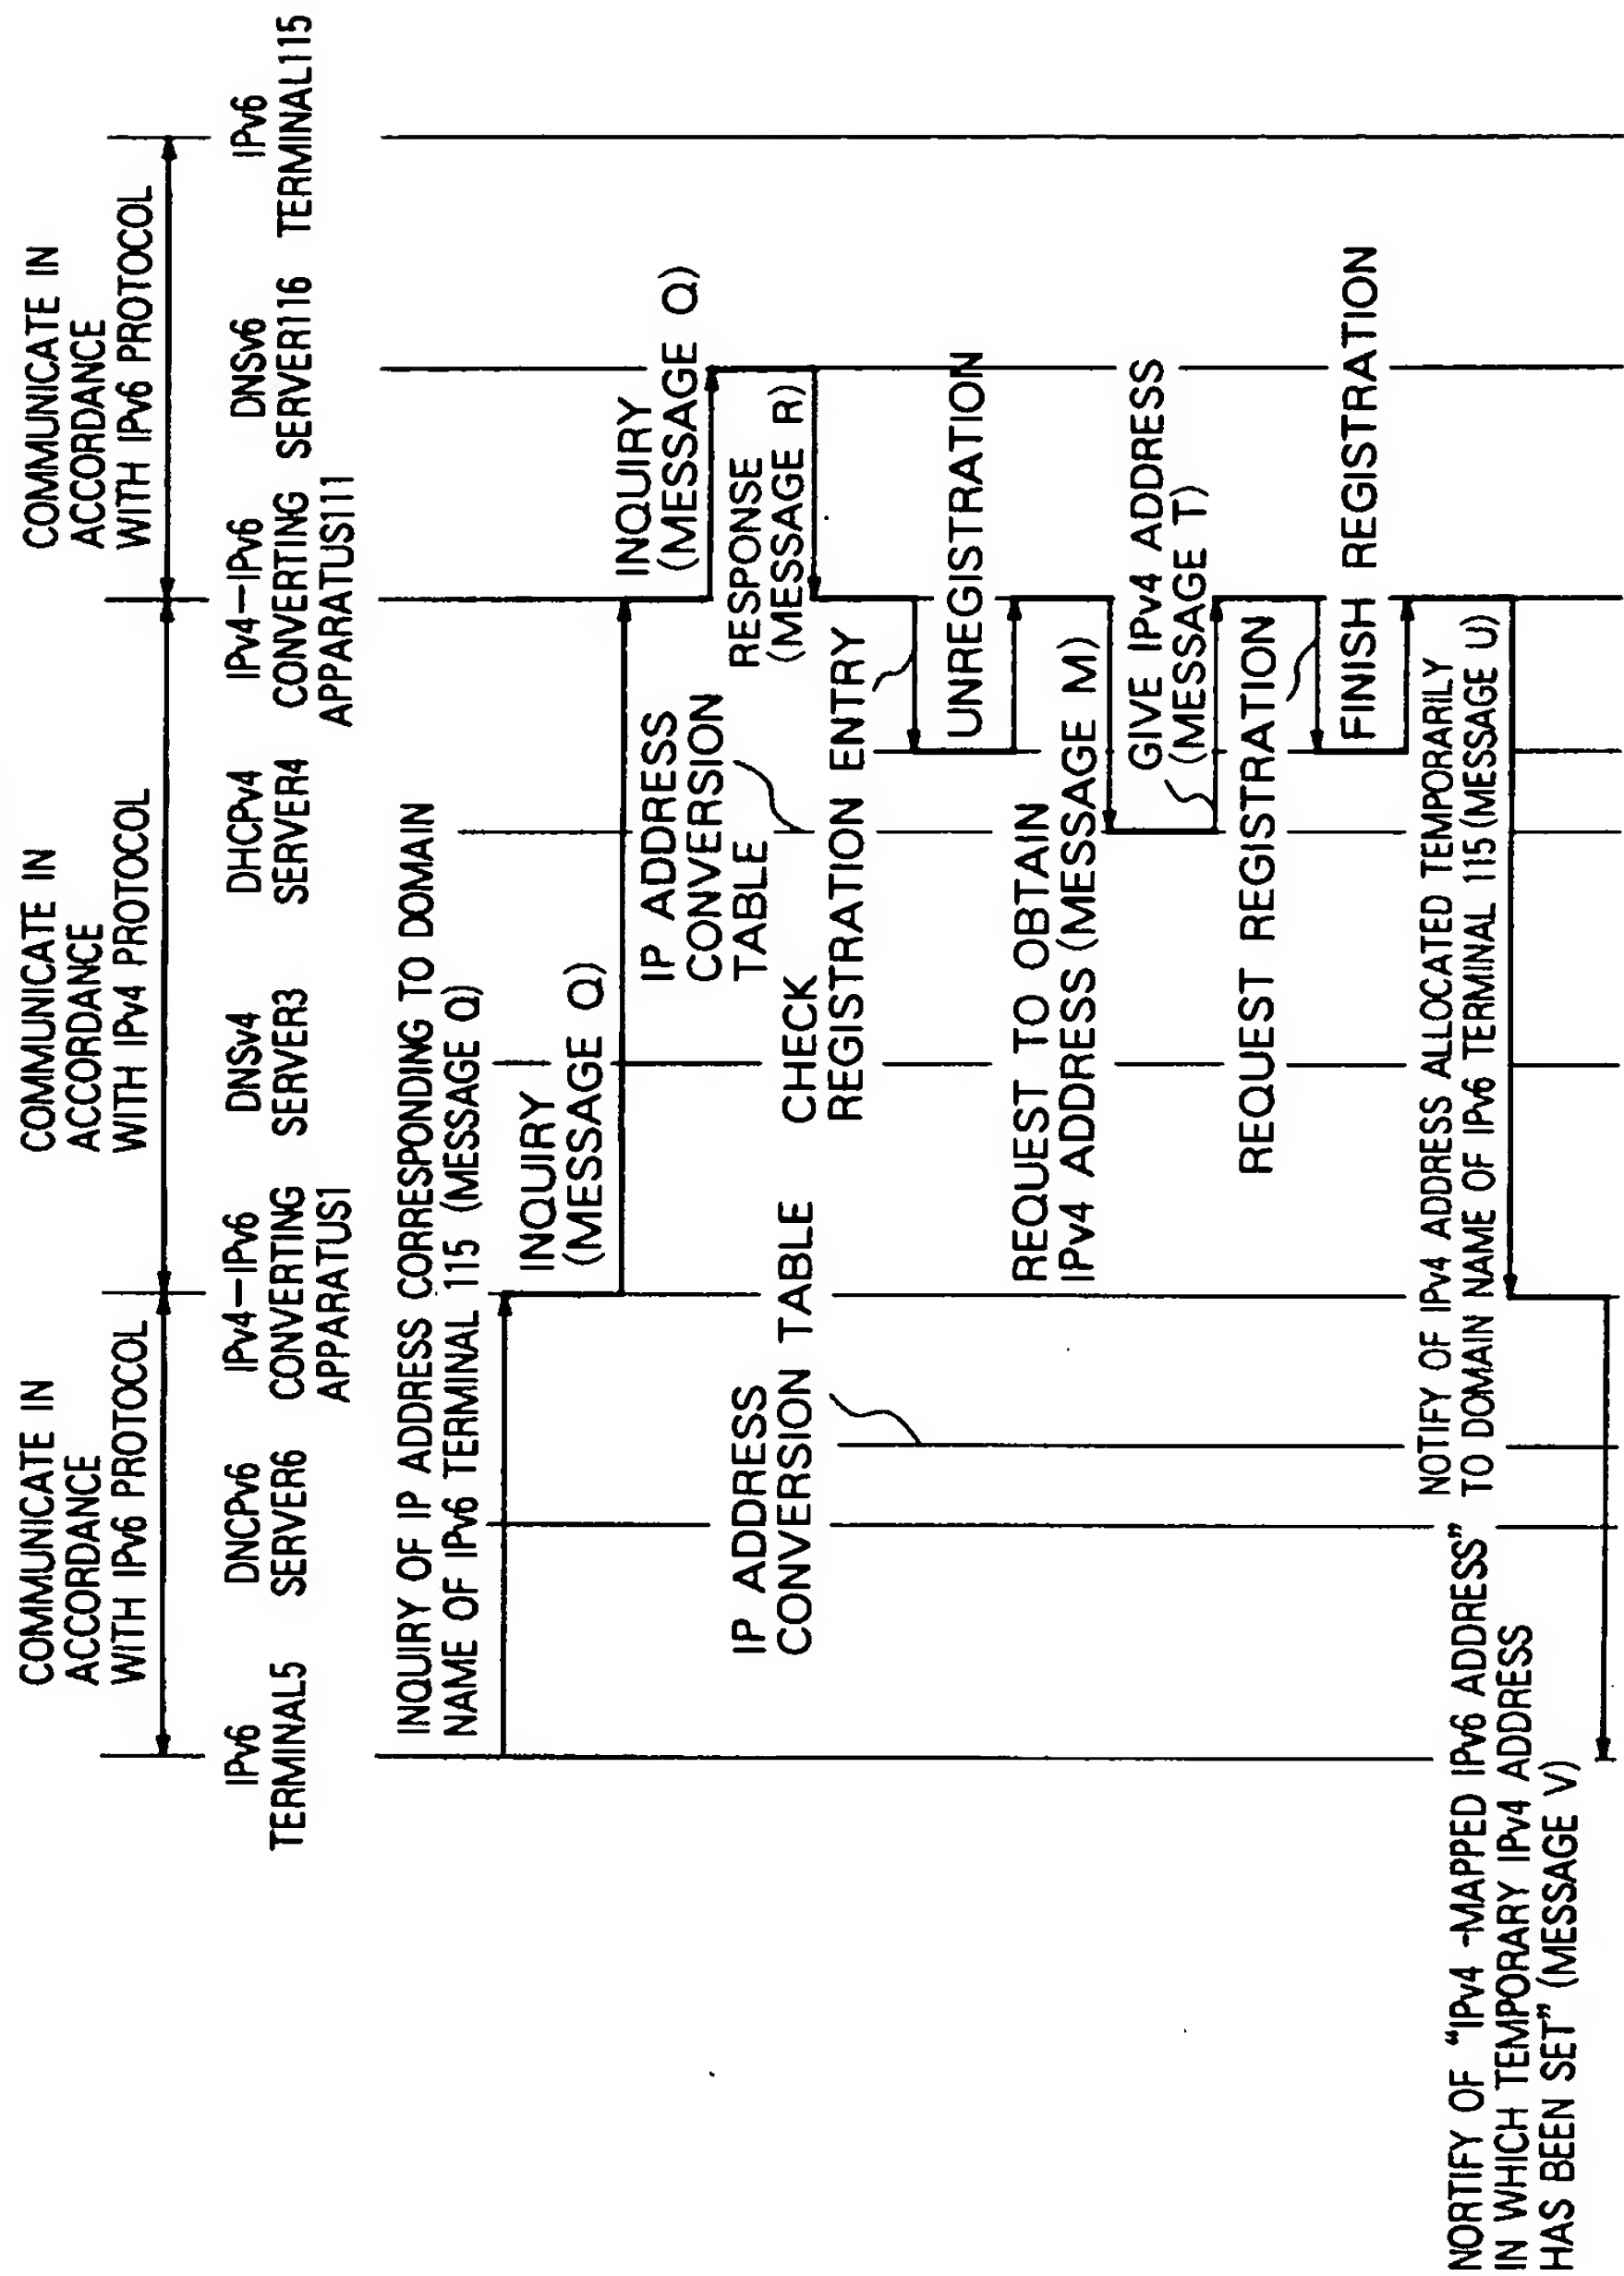 COMMUNICATE IN
ACCORDANCE
WITH IPv6 PROTOCOL
COMMUNICATE IN
ACCORDANCE
WITH IPv4 PROTOCOL
COMMUNICATE IN
ACCORDANCE
WITH IPv6 PROTOCOL
IPv6
TERMINAL5
DNCPv6
SERVER6
IPv4-IPv6
CONVERTING
APPARATUS1
DNSv4
SERVER3
DHCPv4
SERVER4
IPv4-IPv6
CONVERTING
APPARATUS111
DNSv6
SERVER116
IPv6
TERMINAL115
INQUIRY OF IP ADDRESS CORRESPONDING TO DOMAIN
NAME OF IPv6 TERMINAL 115 (MESSAGE Q)
INQUIRY
(MESSAGE Q)
INQUIRY
(MESSAGE Q)
RESPONSE
(MESSAGE R)
IP ADDRESS
CONVERSION
TABLE
IP ADDRESS
CONVERSION TABLE
CHECK
REGISTRATION ENTRY
UNREGISTRATION
REQUEST TO OBTAIN
IPv4 ADDRESS (MESSAGE M)
GIVE IPv4 ADDRESS
(MESSAGE T)
REQUEST REGISTRATION
FINISH REGISTRATION
NOTIFY OF IPv4 ADDRESS ALLOCATED TEMPORARILY
TO DOMAIN NAME OF IPv6 TERMINAL 115 (MESSAGE U)
NORTIFY OF “IPv4 -MAPPED IPv6 ADDRESS”
IN WHICH TEMPORARY IPv4 ADDRESS
HAS BEEN SET” (MESSAGE V)